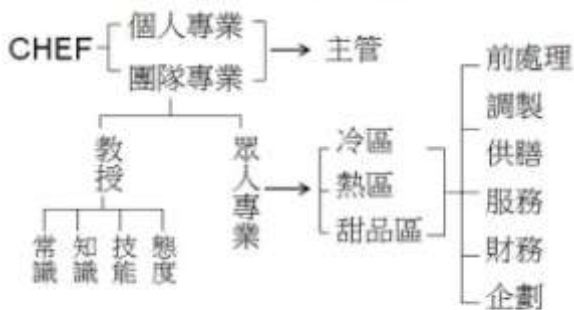 CHEF
個人專業
團隊專業
主管
教授
眾人專業
常識
知識
技能
態度
冷區
熱區
甜品區
前處理
調製
供膳
服務
財務
企劃